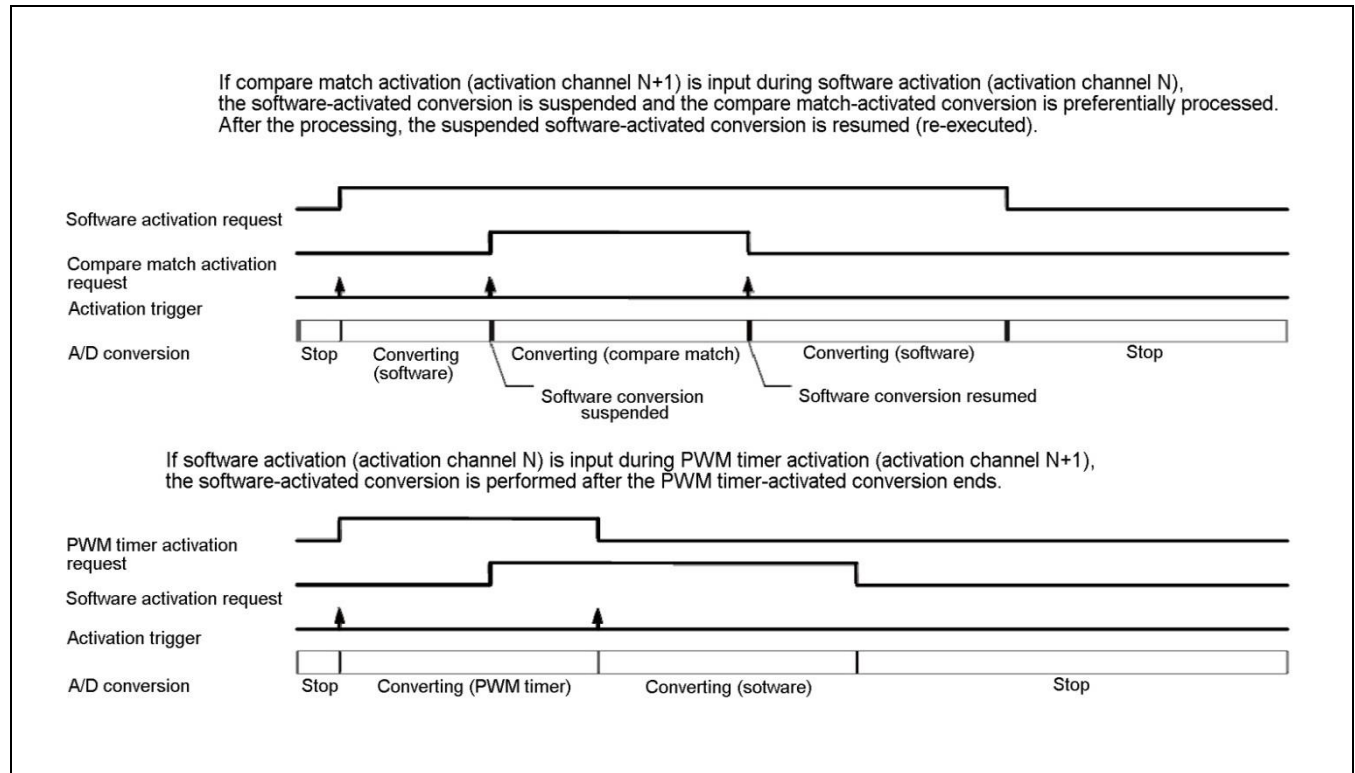 If compare match activation (activation channel N+1) is input during software activation (activation channel N),
the software-activated conversion is suspended and the compare match-activated conversion is preferentially processed.
After the processing, the suspended software-activated conversion is resumed (re-executed).
Software activation request
Compare match activation
request
Activation trigger
A/D conversion
Stop
Converting
(software)
Converting (compare match)
Converting (software)
Stop
Software conversion
suspended
Software conversion resumed
If software activation (activation channel N) is input during PWM timer activation (activation channel N+1),
the software-activated conversion is performed after the PWM timer-activated conversion ends.
PWM timer activation
request
Software activation request
Activation trigger
A/D conversion
Stop
Converting (PWM timer)
Converting (sotware)
Stop